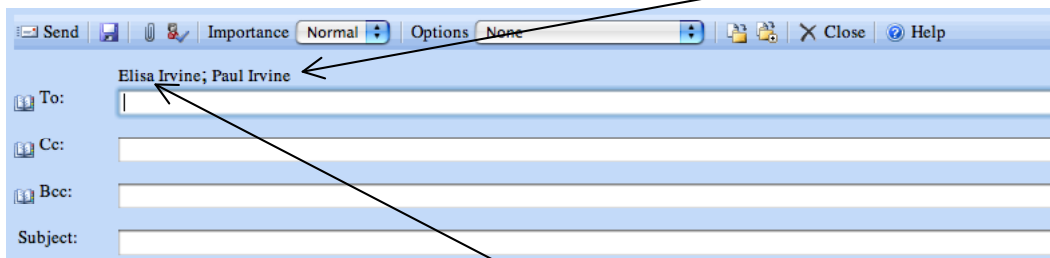 Send Importance Normal Options None Close Help
Elisa Irvine; Paul Irvine
To:
Cc:
Bcc:
Subject: